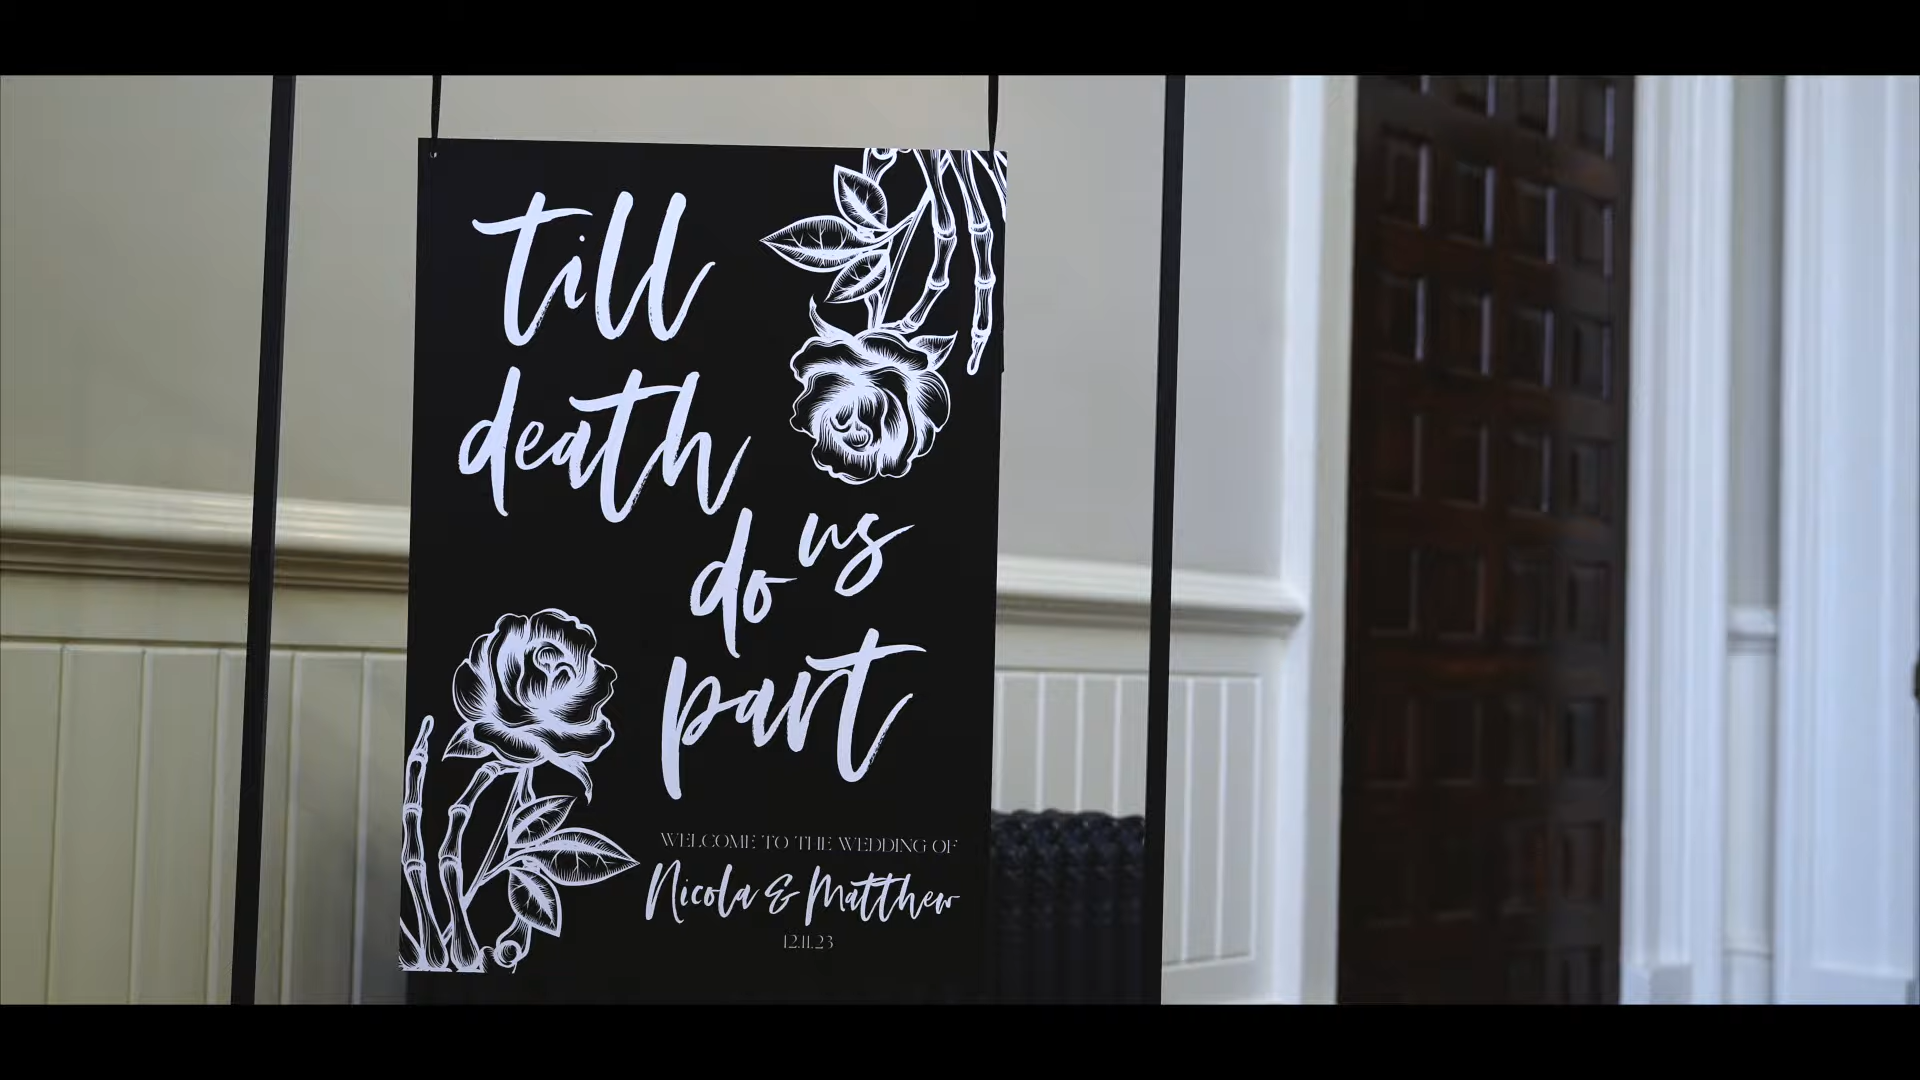 till
death
do us
part
WELCOME TO THE WEDDING OF
Nicola & Matthew
12.11.23